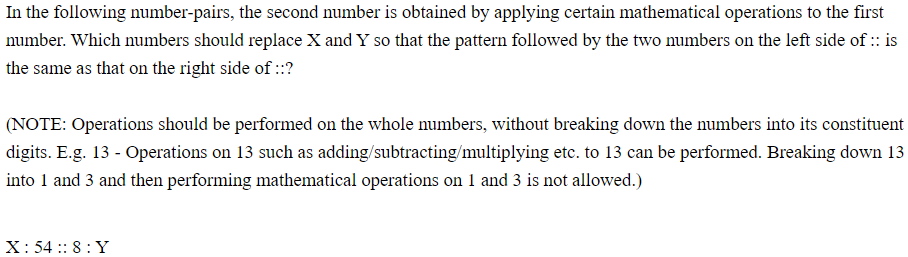 In the following number-pairs, the second number is obtained by applying certain mathematical operations to the first
number. Which numbers should replace X and Y so that the pattern followed by the two numbers on the left side of :: is
the same as that on the right side of ::?
(NOTE: Operations should be performed on the whole numbers, without breaking down the numbers into its constituent
digits. E.g. 13 - Operations on 13 such as adding/subtracting/multiplying etc. to 13 can be performed. Breaking down 13
into 1 and 3 and then performing mathematical operations on 1 and 3 is not allowed.)
X : 54 :: 8 : Y